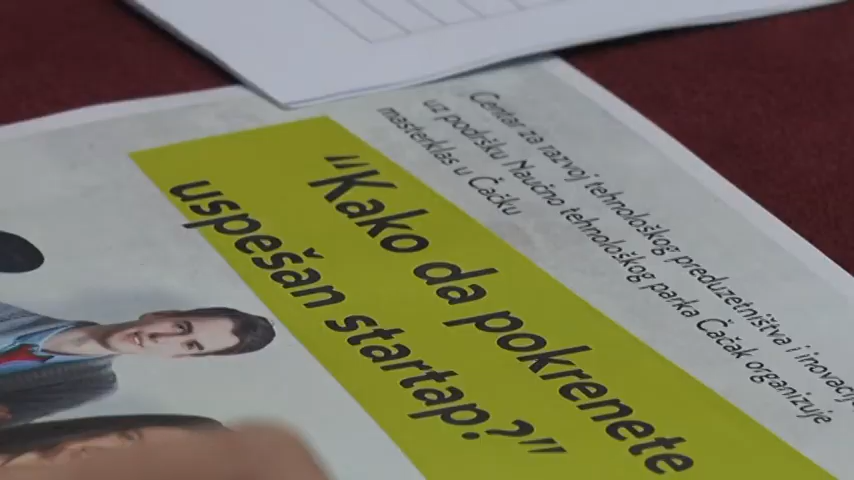 Centar za razvoj tehnološkog preduzetništva i inovacij
uz podršku Naučno tehnološkog parka Čačak organizuje
masterklas u Čačku
“Kako da pokrenete
uspešan startap.?”